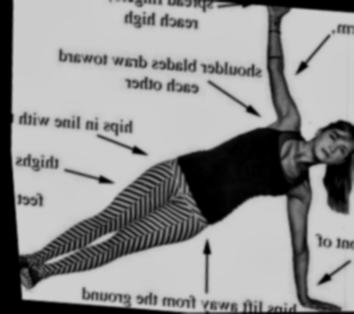 spread
reach high
rm,
shoulder blades draw toward
each other
hips in line with
thighs
feet
nt of
hips lift away from the ground